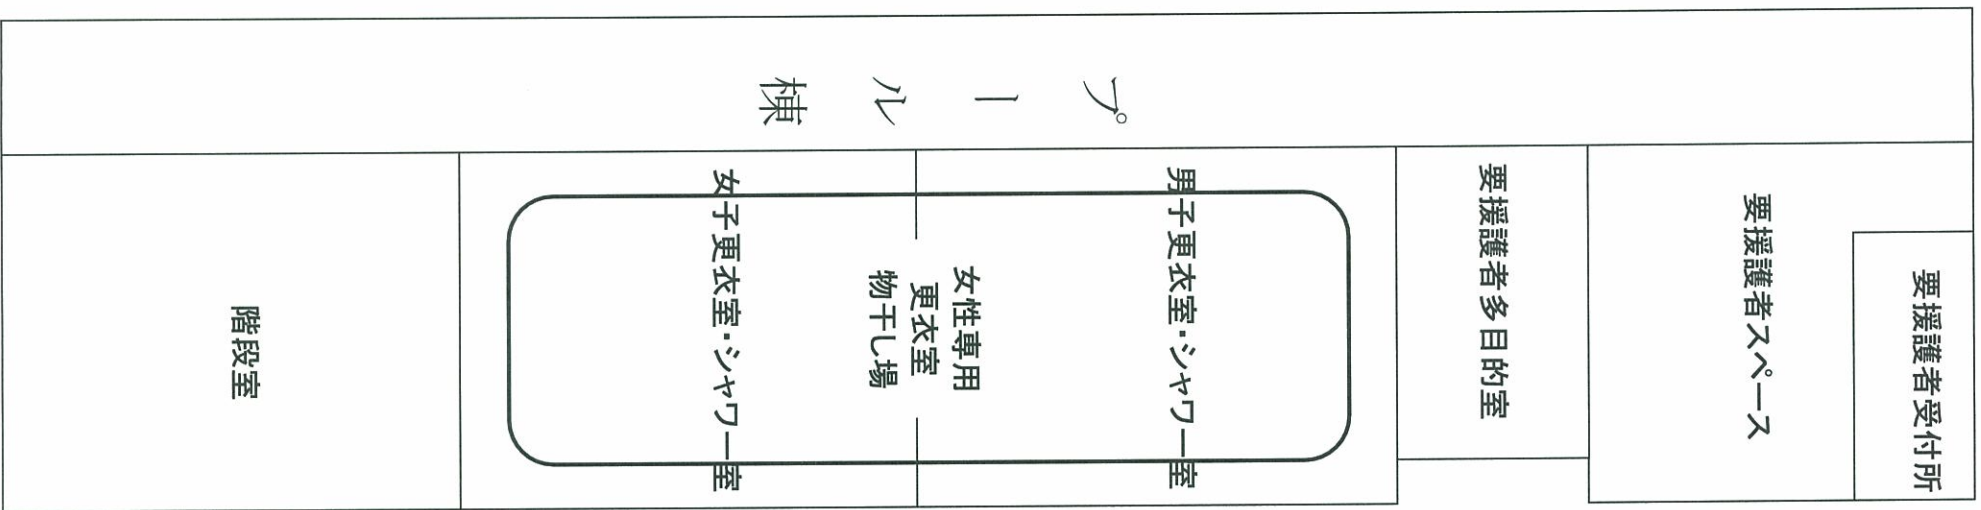 プール棟
要援護者受付所
要援護者スペース
要援護者多目的室
男子更衣室・シャワー室
女性専用
更衣室
物干し場
女子更衣室・シャワー室
階段室